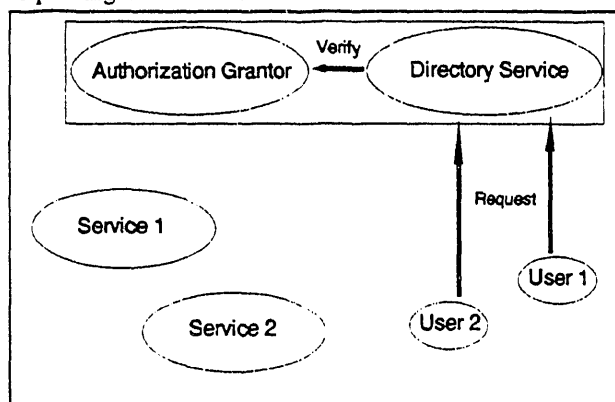 Verify
Authorization Grantor
Directory Service
Request
Service 1
User 1
Service 2
User 2